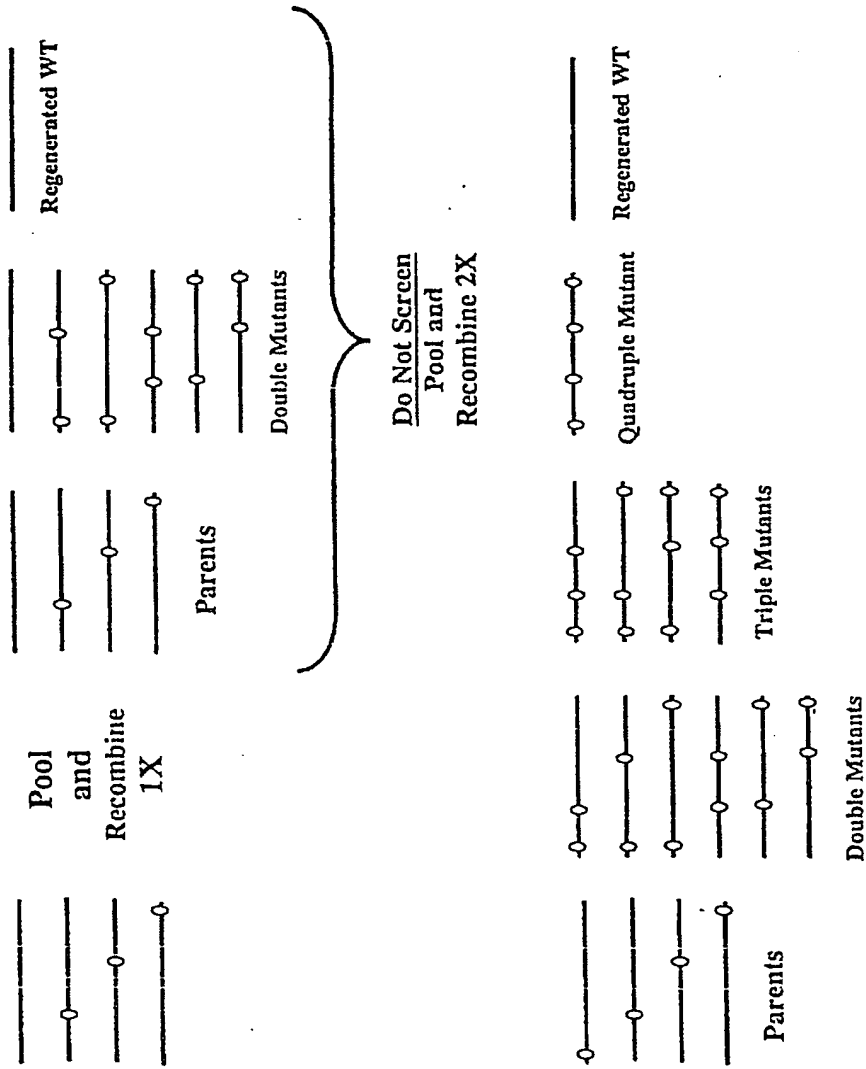 Pool
and
Recombine
1X
Parents
Double Mutants
Regenerated WT
Do Not Screen
Pool and
Recombine 2X
Parents
Double Mutants
Triple Mutants
Quadruple Mutant
Regenerated WT